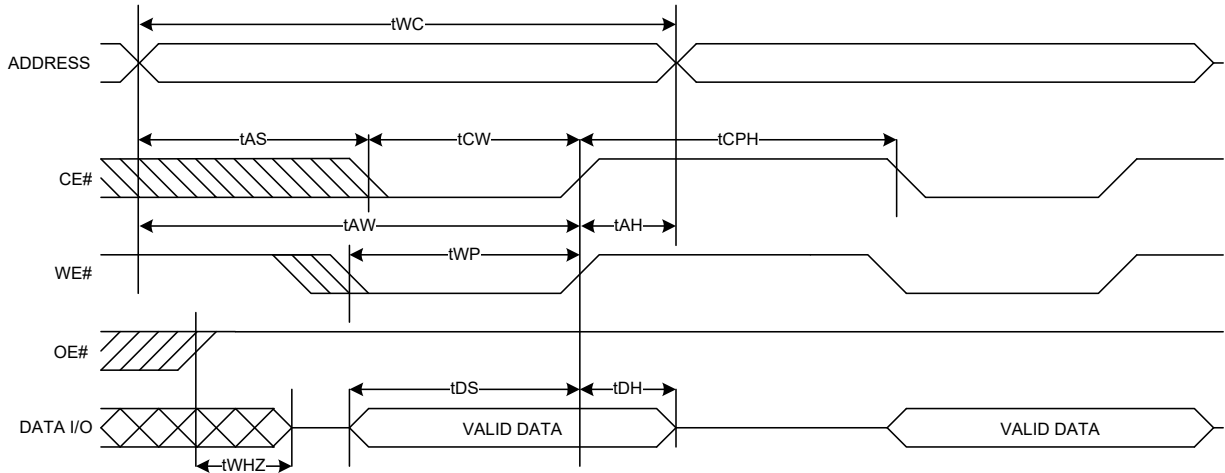 tWC
ADDRESS
tAS
tCW
tCPH
CE#
tAW
tAH
tWP
WE#
OE#
tDS
tDH
DATA I/O
VALID DATA
VALID DATA
tWHZ